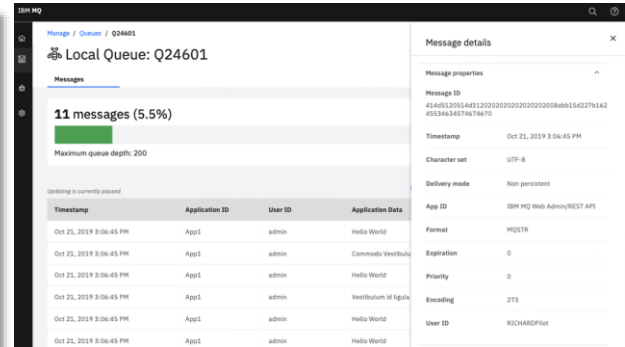 IBM MQ
Manage / Queues / Q24601
Local Queue: Q24601
Messages
11 messages (5.5%)
Maximum queue depth: 200
Updating is currently paused
Timestamp Application ID User ID Application Data
Oct 21, 2019 3:06:45 PM App1 admin Hello World
Oct 21, 2019 3:06:45 PM App1 admin Commodo Vestibulu
Oct 21, 2019 3:06:45 PM App1 admin Hello World
Oct 21, 2019 3:06:45 PM App1 admin Vestibulum id ligula
Oct 21, 2019 3:06:45 PM App1 admin Hello World
Oct 21, 2019 3:06:45 PM App1 admin Hello World
Message details
Message properties
Message ID
Timestamp Oct 21, 2019 3:06:45 PM
Character set UTF-8
Delivery mode Non persistent
App ID IBM MQ Web Admin/REST API
Format MQSTR
Expiration 0
Priority 0
Encoding 273
User ID RICHARDPilot